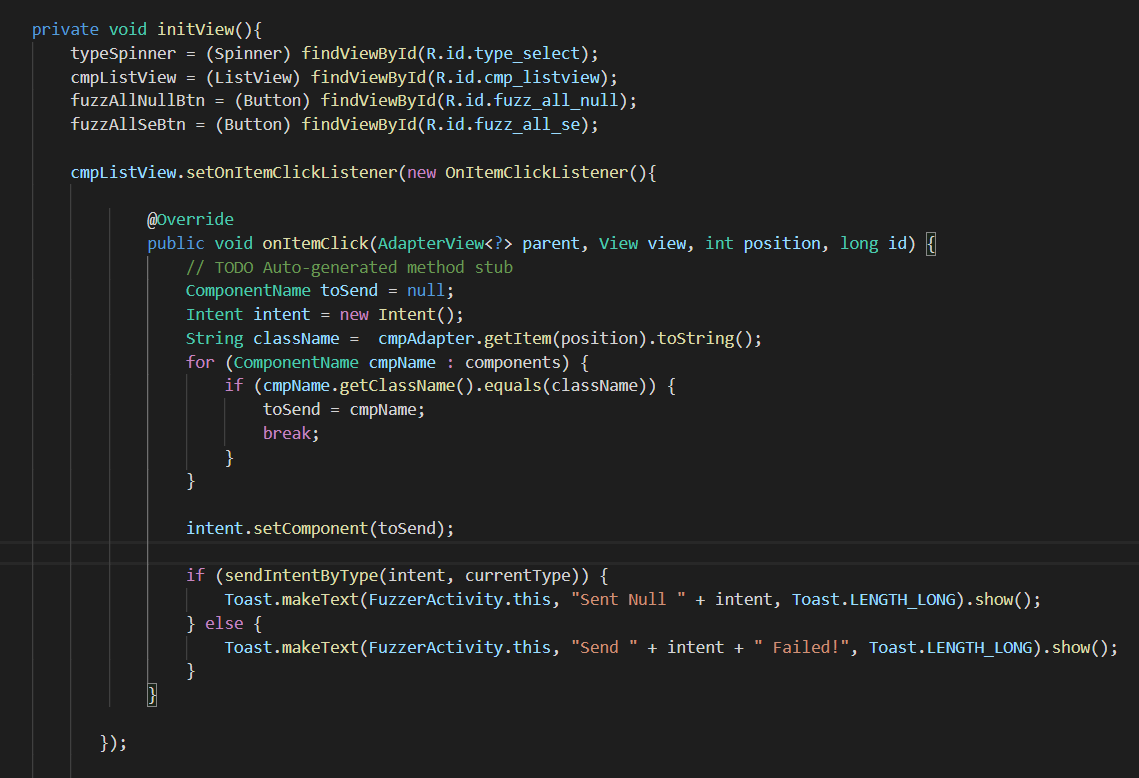 private void initView(){
typeSpinner = (Spinner) findViewById(R.id.type_select);
cmpListView = (ListView) findViewById(R.id.cmp_listview);
fuzzAllNullBtn = (Button) findViewById(R.id.fuzz_all_null);
fuzzAllSeBtn = (Button) findViewById(R.id.fuzz_all_se);
cmpListView.setOnItemClickListener(new OnItemClickListener(){
@Override
public void onItemClick(AdapterView<?> parent, View view, int position, long id) {
// TODO Auto-generated method stub
ComponentName toSend = null;
Intent intent = new Intent();
String className =  cmpAdapter.getItem(position).toString();
for (ComponentName cmpName : components) {
if (cmpName.getClassName().equals(className)) {
toSend = cmpName;
break;
}
}
intent.setComponent(toSend);
if (sendIntentByType(intent, currentType)) {
Toast.makeText(FuzzerActivity.this, "Sent Null " + intent, Toast.LENGTH_LONG).show();
} else {
Toast.makeText(FuzzerActivity.this, "Send " + intent + " Failed!", Toast.LENGTH_LONG).show();
}
}
});